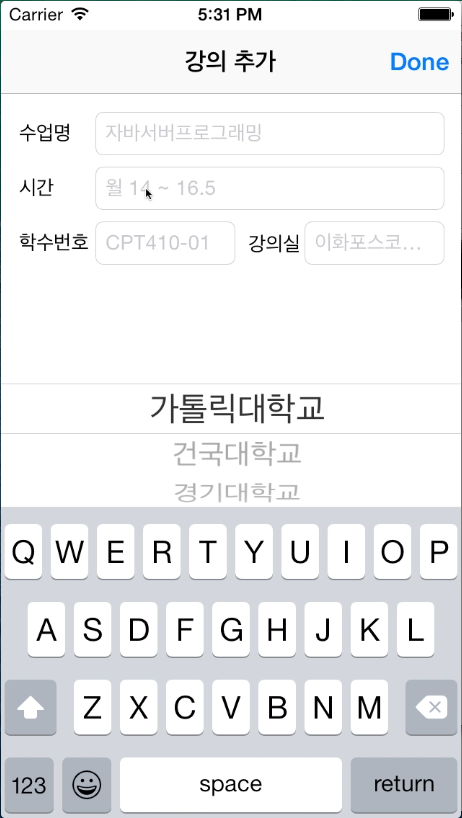 Carrier 5:31 PM
강의 추가 Done
수업명 자바서버프로그래밍
시간 월 14 ~ 16.5
학수번호 CPT410-01 강의실 이화포스코...
가톨릭대학교
건국대학교
경기대학교
Q W E R T Y U I O P
A S D F G H J K L
Z X C V B N M
123 space return